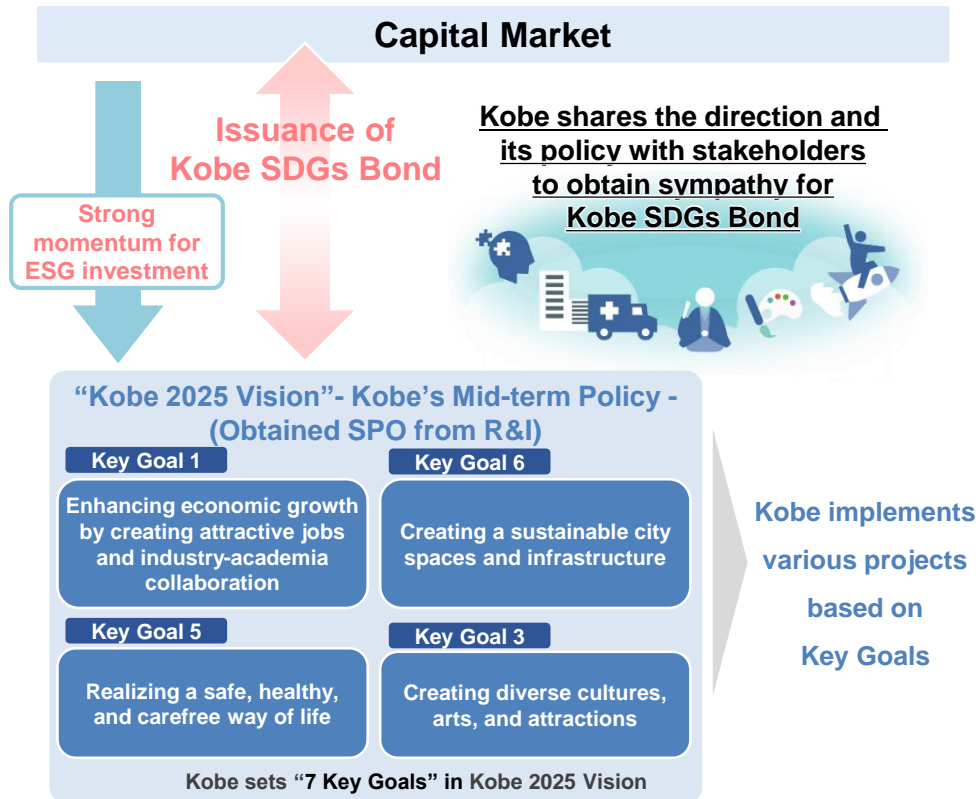 Capital Market
Issuance of
Kobe SDGs Bond
Kobe shares the direction and
its policy with stakeholders
to obtain sympathy for
Kobe SDGs Bond
Strong
momentum for
ESG investment
“Kobe 2025 Vision”- Kobe’s Mid-term Policy -
(Obtained SPO from R&I)
Key Goal 1
Enhancing economic growth
by creating attractive jobs
and industry-academia
collaboration
Key Goal 6
Creating a sustainable city
spaces and infrastructure
Key Goal 5
Realizing a safe, healthy,
and carefree way of life
Key Goal 3
Creating diverse cultures,
arts, and attractions
Kobe sets “7 Key Goals” in Kobe 2025 Vision
Kobe implements
various projects
based on
Key Goals